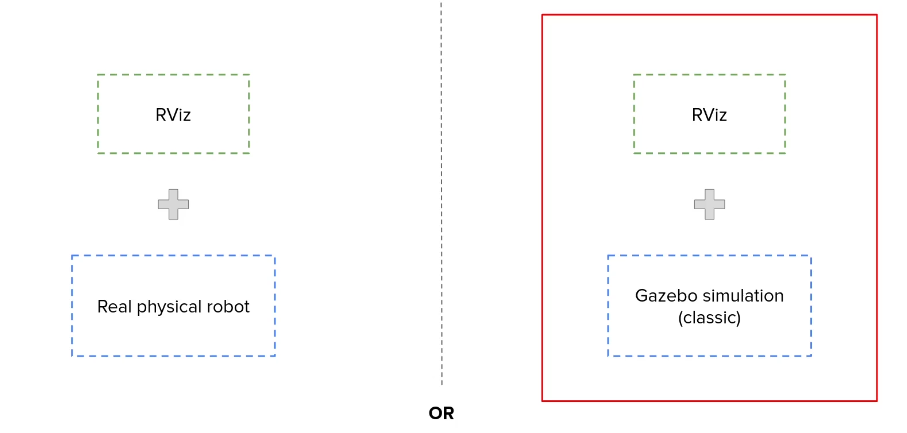 RViz
Real physical robot
OR
RViz
Gazebo simulation
(classic)